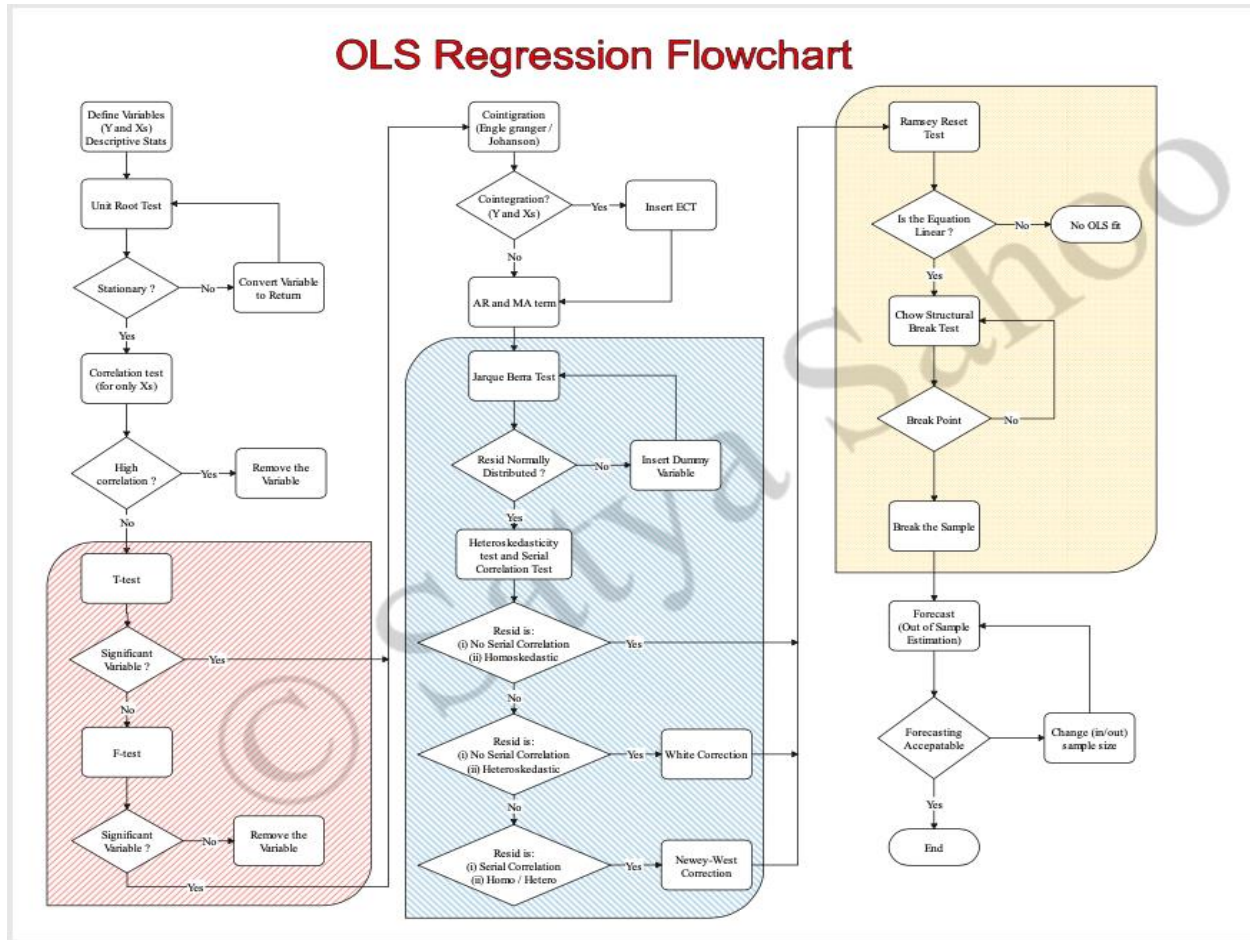 OLS Regression Flowchart
Define Variables
(Y and Xs)
Descriptive Stats
Unit Root Test
Stationary ?
No
Convert Variable
to Return
Yes
Correlation test
(for only Xs)
High
correlation ?
Yes
Remove the
Variable
No
T-test
Significant
Variable ?
Yes
No
F-test
Significant
Variable ?
No
Remove the
Variable
Yes
Cointigration
(Engle granger /
Johanson)
Cointegration?
(Y and Xs)
Yes
Insert ECT
No
AR and MA term
Jarque Berra Test
Resid Normally
Distributed ?
No
Insert Dummy
Variable
Yes
Heteroskedasticity
test and Serial
Correlation Test
Resid is:
(i) No Serial Correlation
(ii) Homoskedastic
Yes
No
Resid is:
(i) No Serial Correlation
(ii) Heteroskedastic
Yes
White Correction
No
Resid is:
(i) Serial Correlation
(ii) Homo / Hetero
Yes
Newey-West
Correction
Ramsey Reset
Test
Is the Equation
Linear ?
No
No OLS fit
Yes
Chow Structural
Break Test
Break Point
No
Break the Sample
Forecast
(Out of Sample
Estimation)
Forecasting
Accepatable
Change (in/out)
sample size
Yes
End
© Satya Sahoo